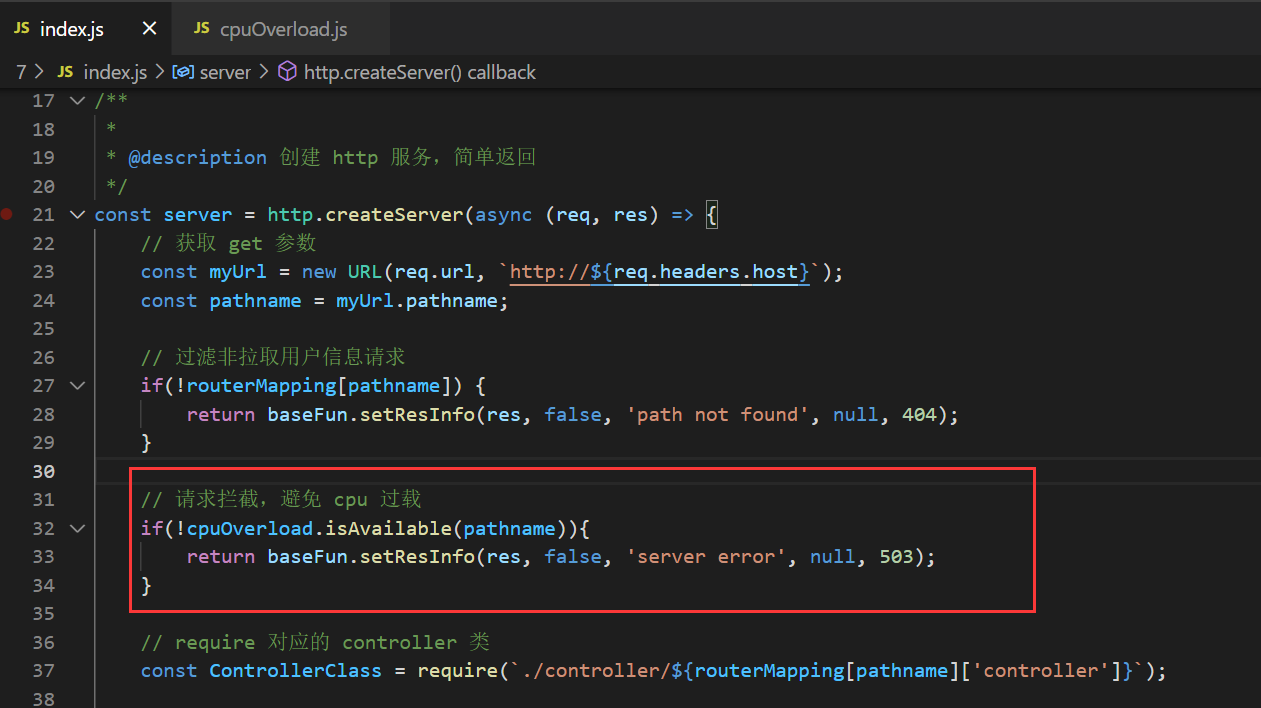 JS index.js × JS cpuOverload.js
7 > JS index.js > server > http.createServer() callback
17 /**
18  *
19  * @description 创建 http 服务，简单返回
20  */
21 const server = http.createServer(async (req, res) => {
22     // 获取 get 参数
23     const myUrl = new URL(req.url, `http://${req.headers.host}`);
24     const pathname = myUrl.pathname;
25
26     // 过滤非拉取用户信息请求
27     if(!routerMapping[pathname]) {
28         return baseFun.setResInfo(res, false, 'path not found', null, 404);
29     }
30
31     // 请求拦截，避免 cpu 过载
32     if(!cpuOverload.isAvailable(pathname)){
33         return baseFun.setResInfo(res, false, 'server error', null, 503);
34     }
35
36     // require 对应的 controller 类
37     const ControllerClass = require(`./controller/${routerMapping[pathname]['controller']}`);
38